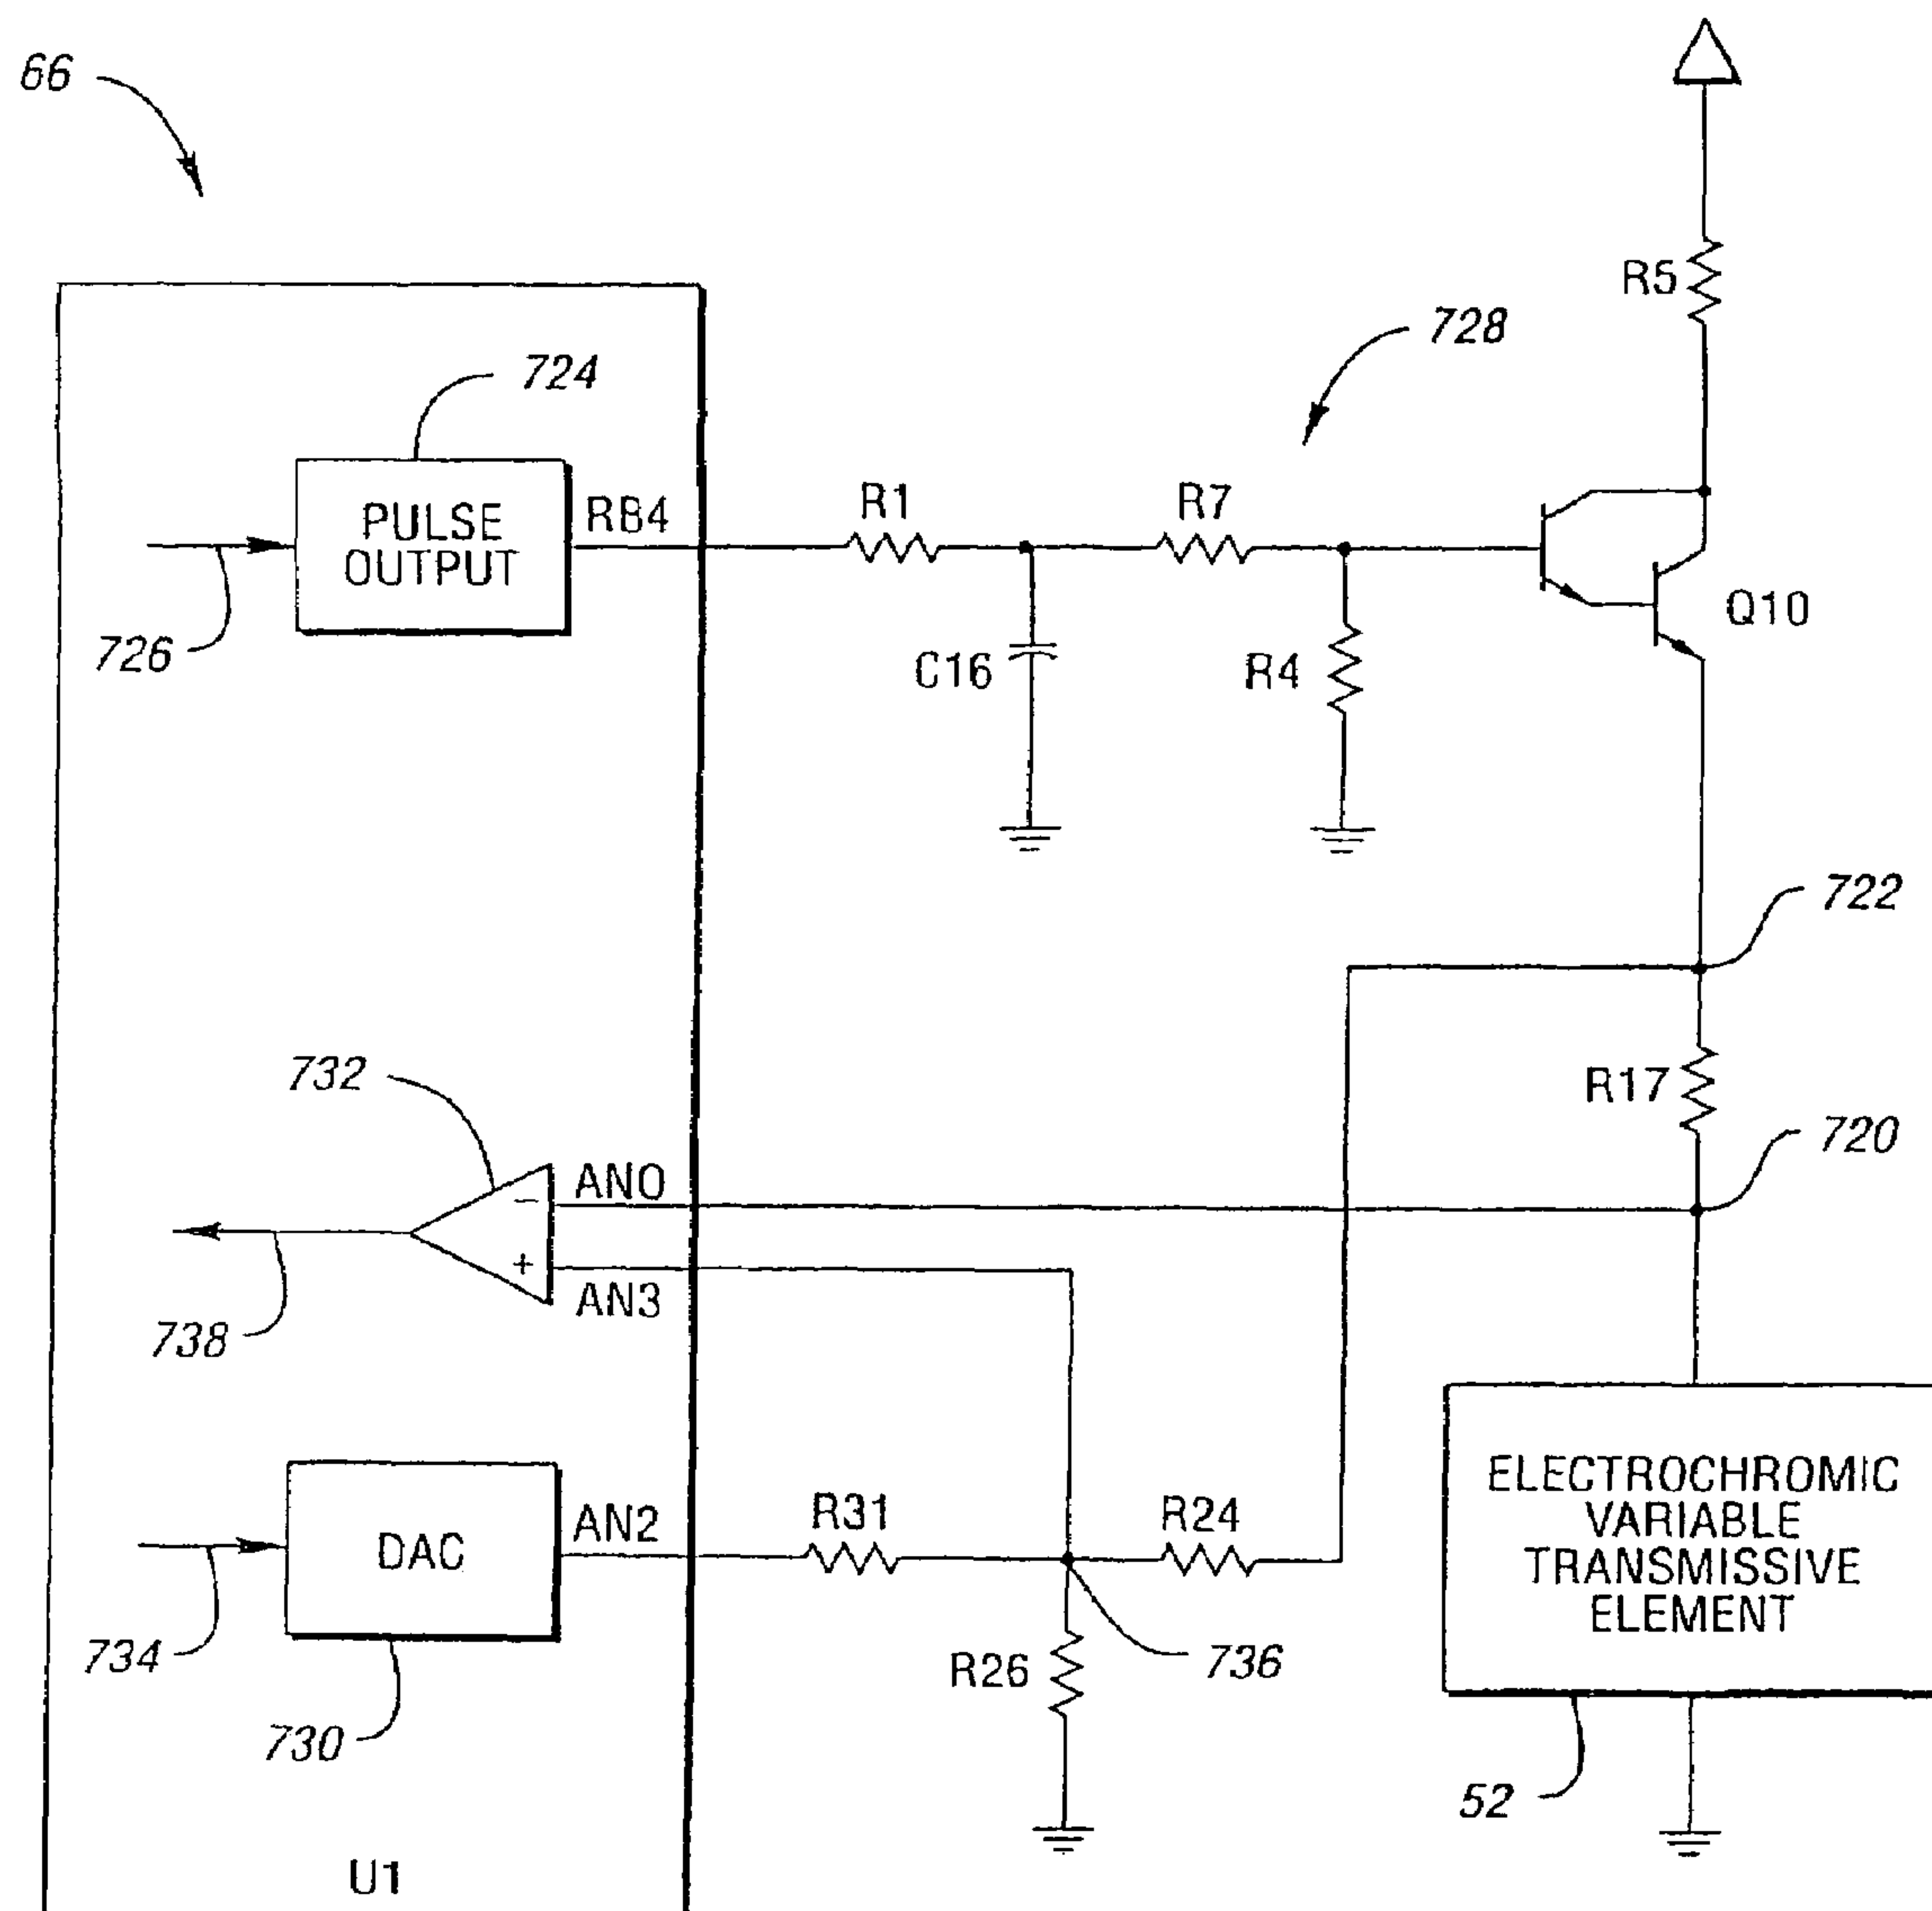 66
R5
728
724
PULSE
OUTPUT
RB4
R1
R7
726
C16
R4
Q10
722
732
R17
720
AN0
−
+
AN3
738
DAC
AN2
R31
R24
ELECTROCHROMIC
VARIABLE
TRANSMISSIVE
ELEMENT
734
730
R26
736
52
U1